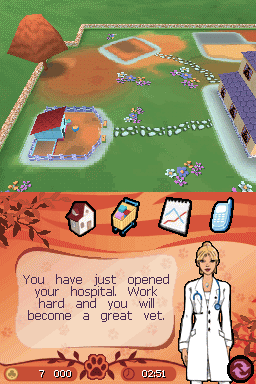 You have just opened
your hospital. Work
hard and you will
become a great vet.
7 000
02:51